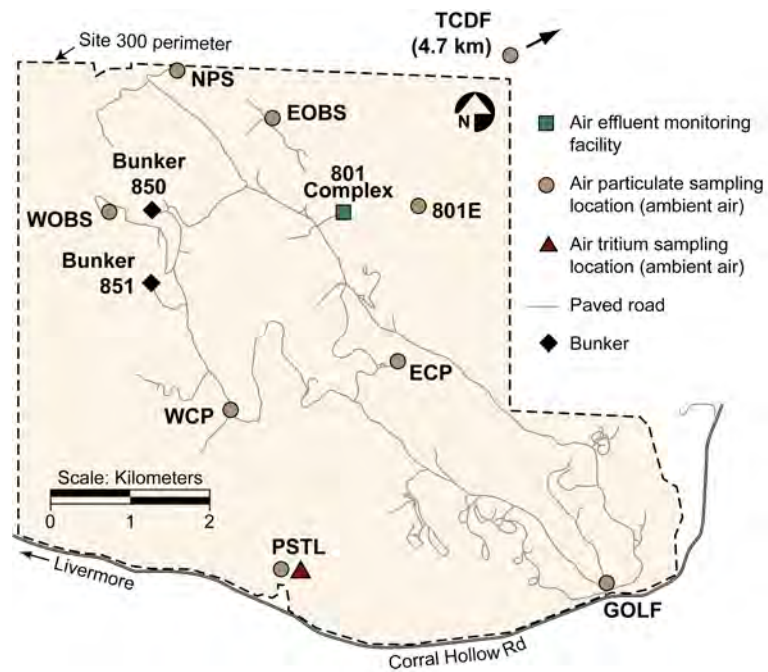 TCDF
(4.7 km)
Site 300 perimeter
NPS
EOBS
N
Air effluent monitoring
facility
Bunker
850
801
Complex
Air particulate sampling
location (ambient air)
WOBS
801E
Bunker
851
Air tritium sampling
location (ambient air)
Paved road
Bunker
ECP
WCP
Scale: Kilometers
0
1
2
PSTL
Livermore
GOLF
Corral Hollow Rd